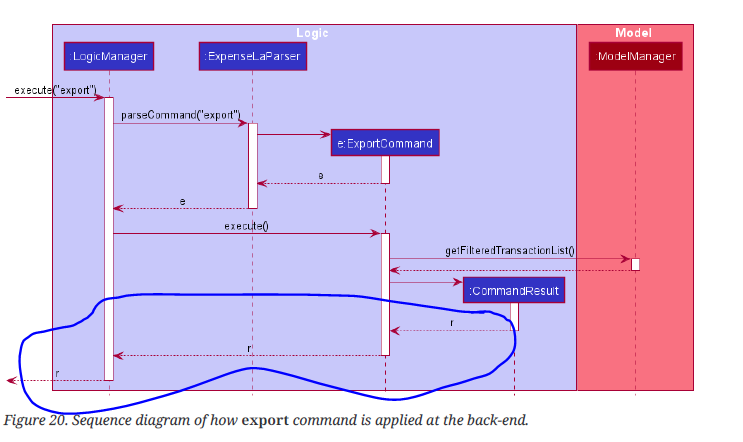 Logic
Model
:LogicManager
:ExpenseLaParser
:ModelManager
execute("export")
parseCommand("export")
e:ExportCommand
e
e
execute()
getFilteredTransactionList()
:CommandResult
r
r
r
Figure 20. Sequence diagram of how export command is applied at the back-end.